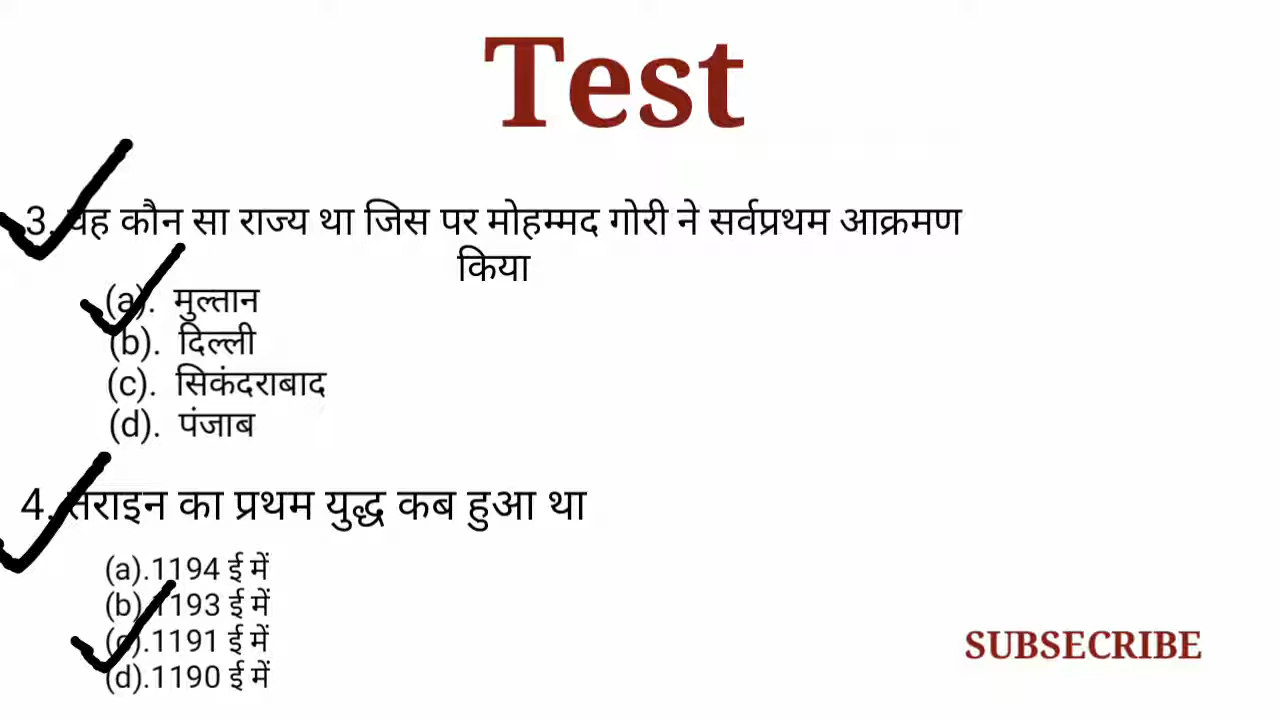 Test
3. वह कौन सा राज्य था जिस पर मोहम्मद गोरी ने सर्वप्रथम आक्रमण
किया
(a). मुल्तान
(b). दिल्ली
(c). सिकंदराबाद
(d). पंजाब
4. तराइन का प्रथम युद्ध कब हुआ था
(a).1194 ई में
(b).1193 ई में
(c).1191 ई में
(d).1190 ई में
SUBSECRIBE